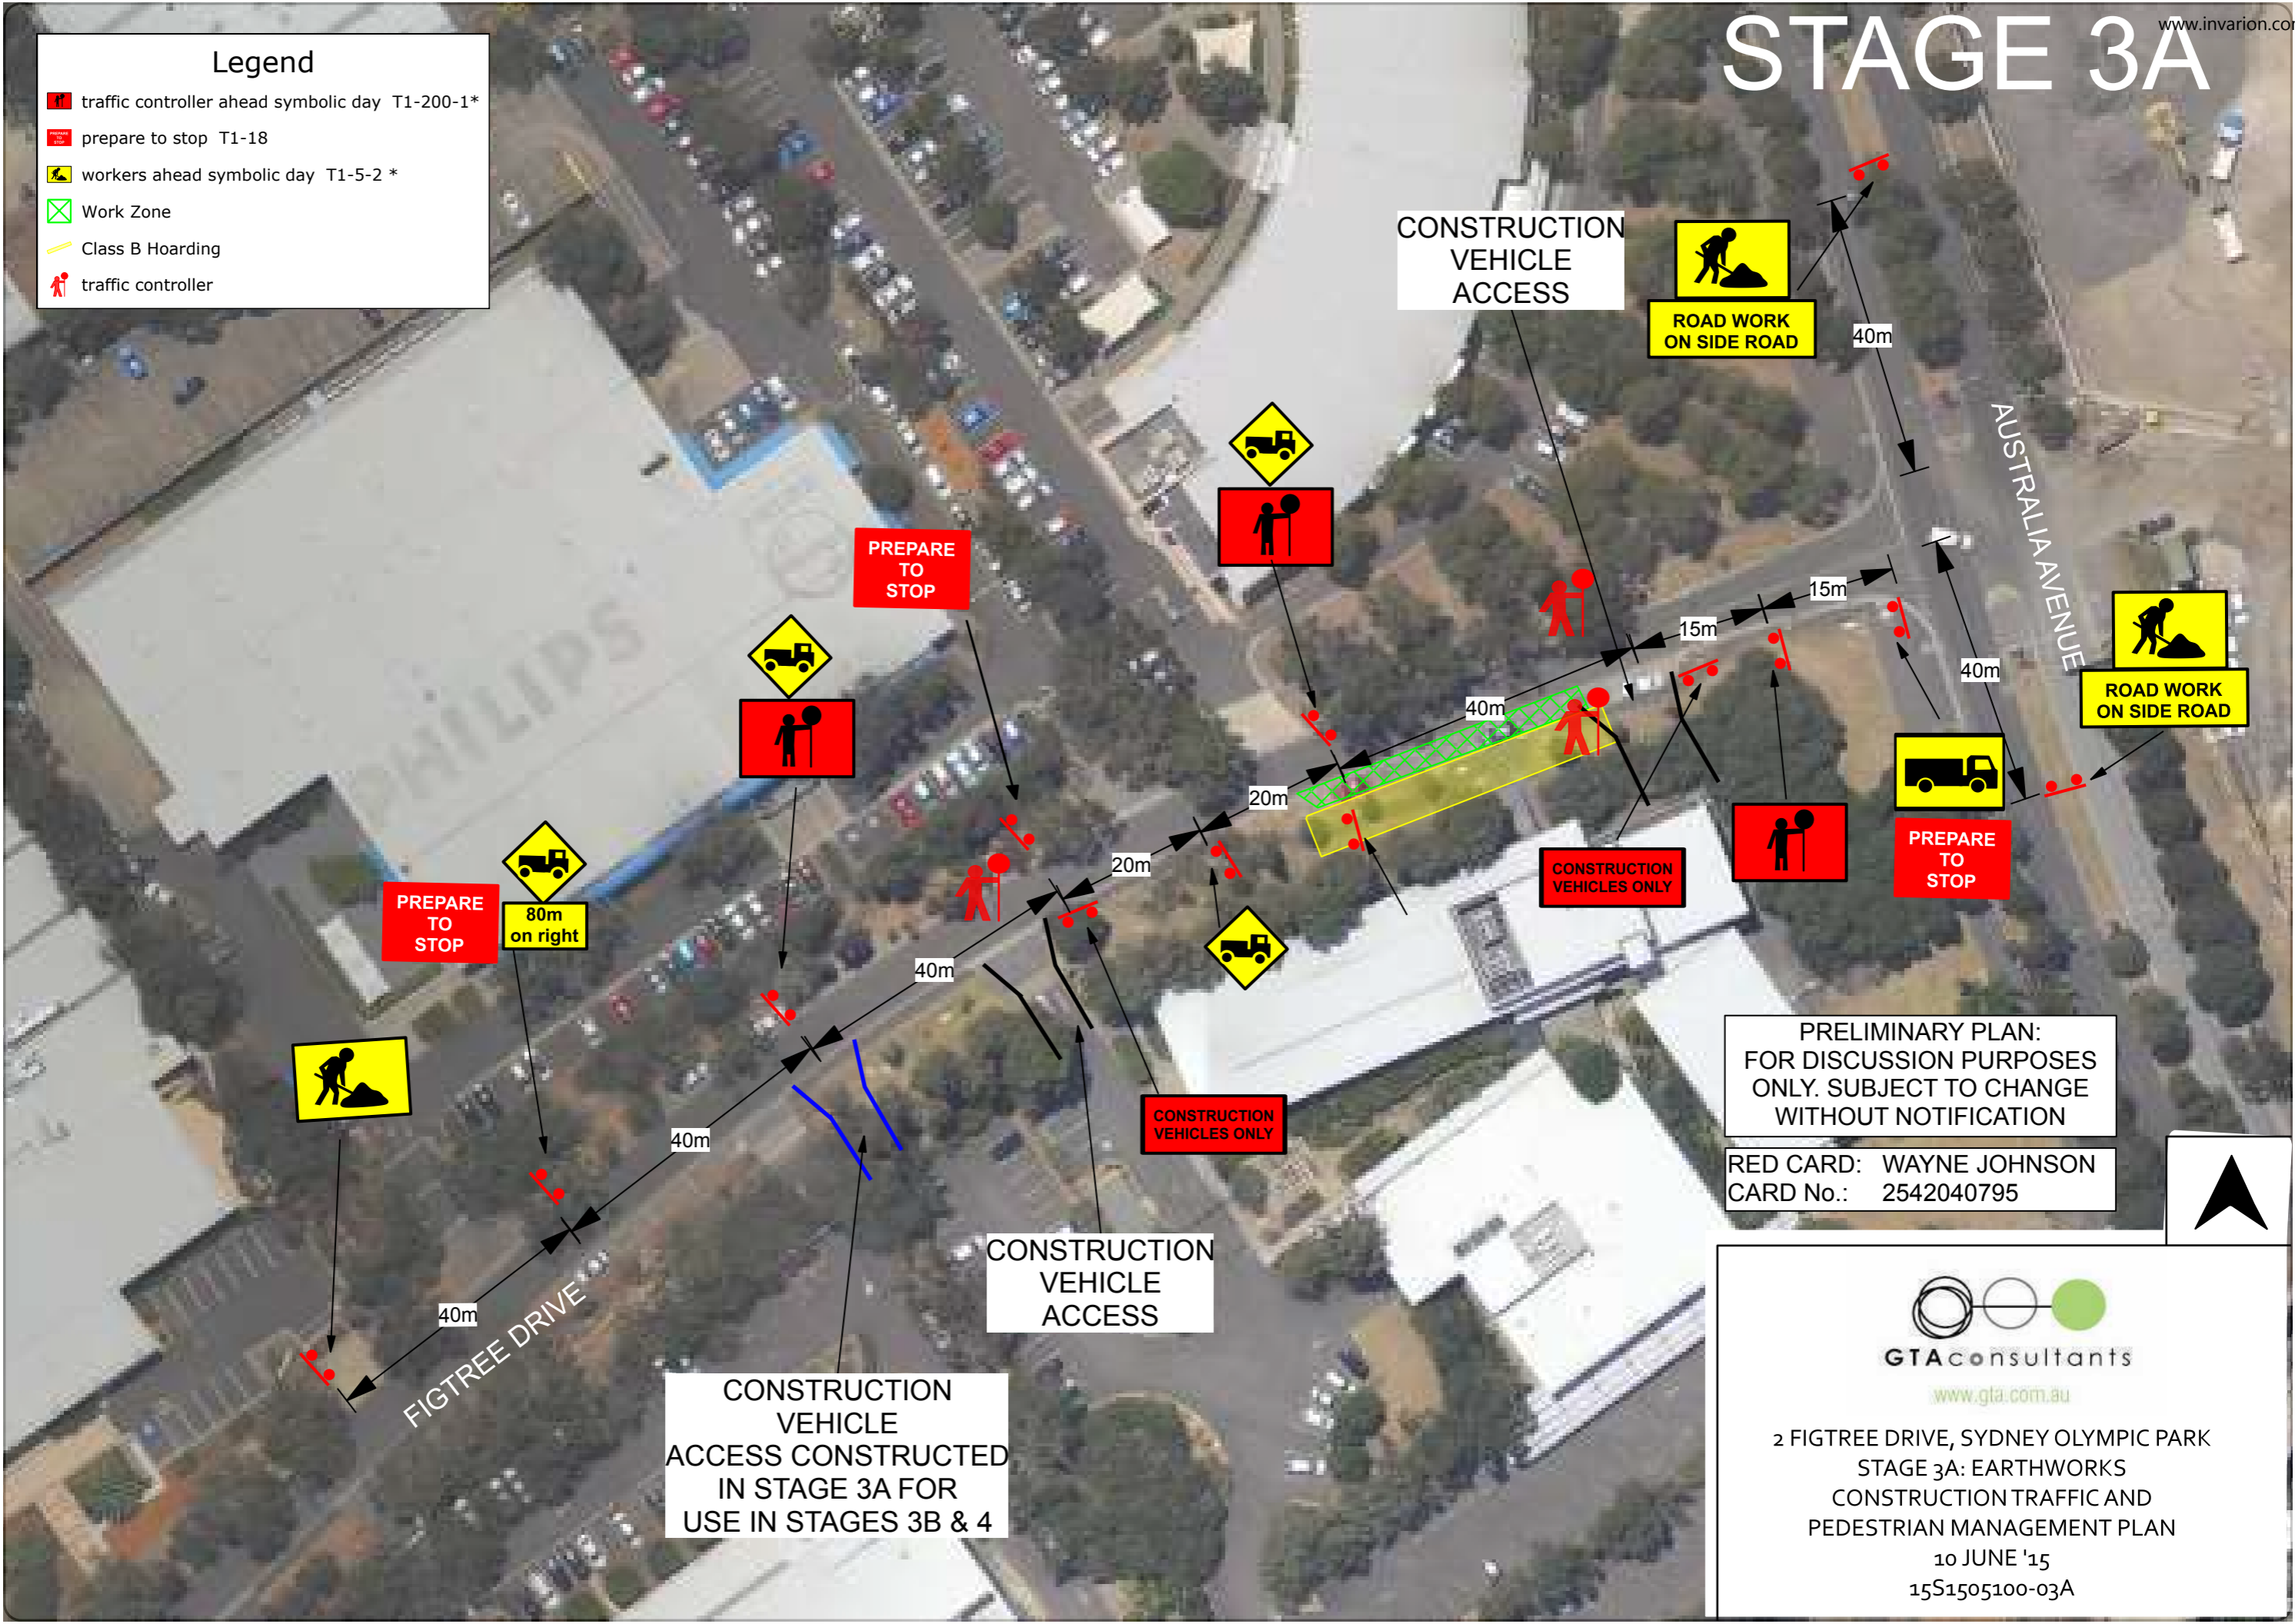 STAGE 3A
www.invarion.com
Legend
traffic controller ahead symbolic day T1-200-1*
PREPARE
TO
STOP
prepare to stop T1-18
workers ahead symbolic day T1-5-2 *
Work Zone
Class B Hoarding
traffic controller
CONSTRUCTION
VEHICLE
ACCESS
ROAD WORK
ON SIDE ROAD
40m
AUSTRALIA AVENUE
PREPARE
TO
STOP
15m
15m
40m
ROAD WORK
ON SIDE ROAD
PHILIPS
40m
20m
20m
CONSTRUCTION
VEHICLES ONLY
PREPARE
TO
STOP
PREPARE
TO
STOP
80m
on right
40m
CONSTRUCTION
VEHICLES ONLY
40m
40m
FIGTREE DRIVE
CONSTRUCTION
VEHICLE
ACCESS
CONSTRUCTION
VEHICLE
ACCESS CONSTRUCTED
IN STAGE 3A FOR
USE IN STAGES 3B & 4
PRELIMINARY PLAN:
FOR DISCUSSION PURPOSES
ONLY. SUBJECT TO CHANGE
WITHOUT NOTIFICATION
RED CARD: WAYNE JOHNSON
CARD No.: 2542040795
GTAconsultants
www.gta.com.au
2 FIGTREE DRIVE, SYDNEY OLYMPIC PARK
STAGE 3A: EARTHWORKS
CONSTRUCTION TRAFFIC AND
PEDESTRIAN MANAGEMENT PLAN
10 JUNE '15
15S1505100-03A